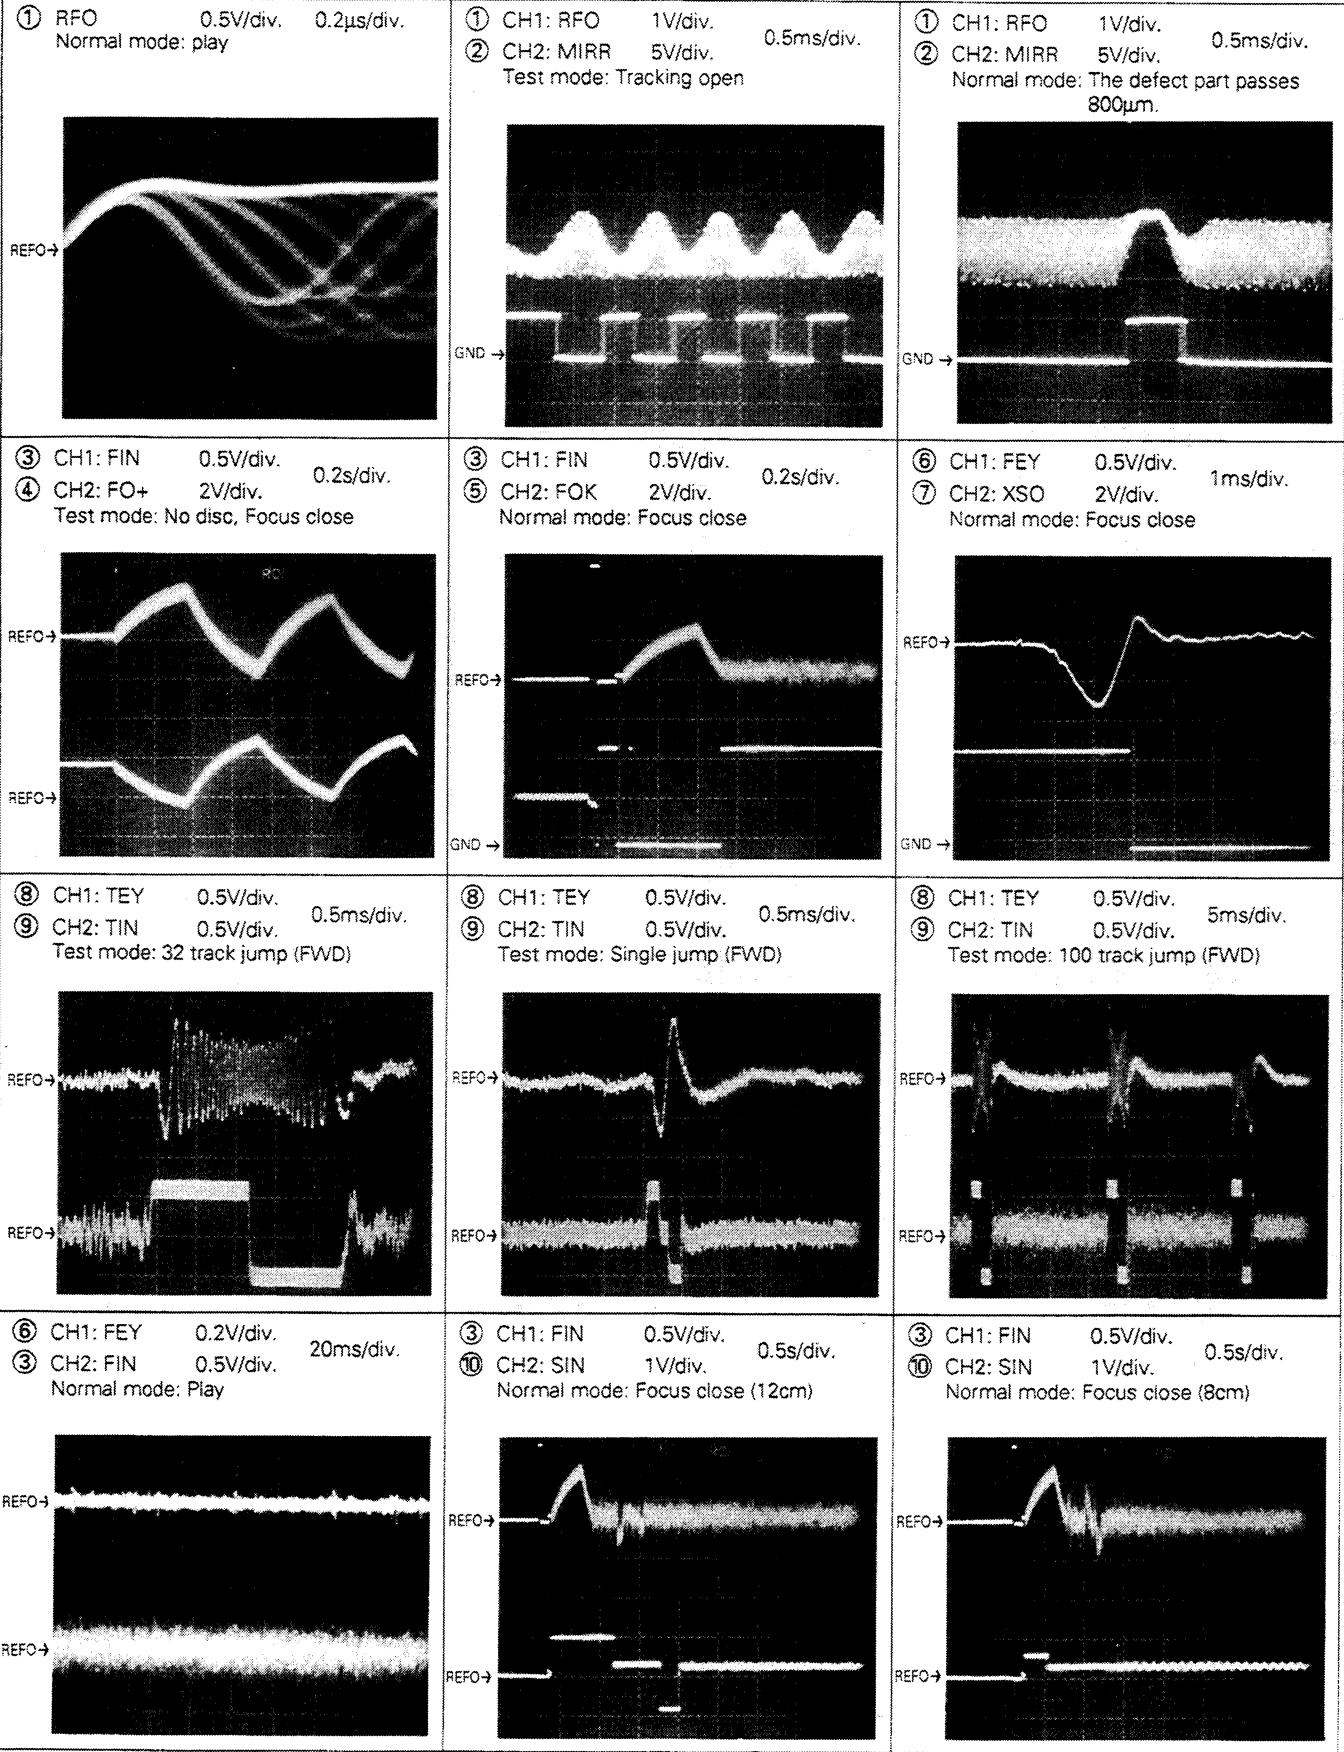 ① RFO 0.5V/div. 0.2µs/div.
Normal mode: play
REFO→
① CH1: RFO 1V/div. 0.5ms/div.
② CH2: MIRR 5V/div.
Test mode: Tracking open
GND →
① CH1: RFO 1V/div. 0.5ms/div.
② CH2: MIRR 5V/div.
Normal mode: The defect part passes
800µm.
GND →
③ CH1: FIN 0.5V/div. 0.2s/div.
④ CH2: FO+ 2V/div.
Test mode: No disc, Focus close
REFO→
REFO→
③ CH1: FIN 0.5V/div. 0.2s/div.
⑤ CH2: FOK 2V/div.
Normal mode: Focus close
REFO→
GND →
⑥ CH1: FEY 0.5V/div. 1ms/div.
⑦ CH2: XSO 2V/div.
Normal mode: Focus close
REFO→
GND →
⑧ CH1: TEY 0.5V/div. 0.5ms/div.
⑨ CH2: TIN 0.5V/div.
Test mode: 32 track jump (FWD)
REFO→
REFO→
⑧ CH1: TEY 0.5V/div. 0.5ms/div.
⑨ CH2: TIN 0.5V/div.
Test mode: Single jump (FWD)
REFO→
REFO→
⑧ CH1: TEY 0.5V/div. 5ms/div.
⑨ CH2: TIN 0.5V/div.
Test mode: 100 track jump (FWD)
REFO→
REFO→
⑥ CH1: FEY 0.2V/div. 20ms/div.
③ CH2: FIN 0.5V/div.
Normal mode: Play
REFO→
REFO→
③ CH1: FIN 0.5V/div. 0.5s/div.
⑩ CH2: SIN 1V/div.
Normal mode: Focus close (12cm)
REFO→
REFO→
③ CH1: FIN 0.5V/div. 0.5s/div.
⑩ CH2: SIN 1V/div.
Normal mode: Focus close (8cm)
REFO→
REFO→